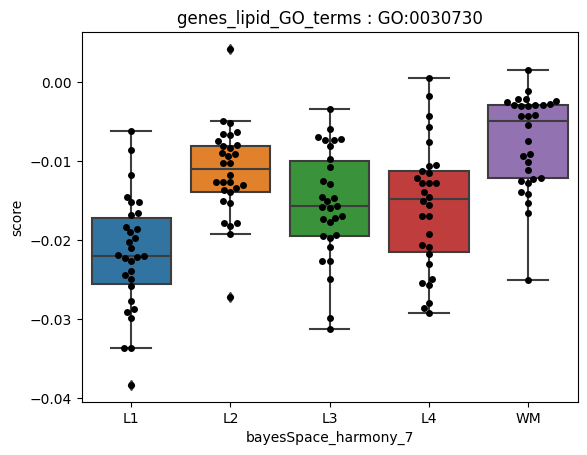 genes_lipid_GO_terms : GO:0030730
0.00
−0.01
−0.02
−0.03
−0.04
score
L1 L2 L3 L4 WM
bayesSpace_harmony_7